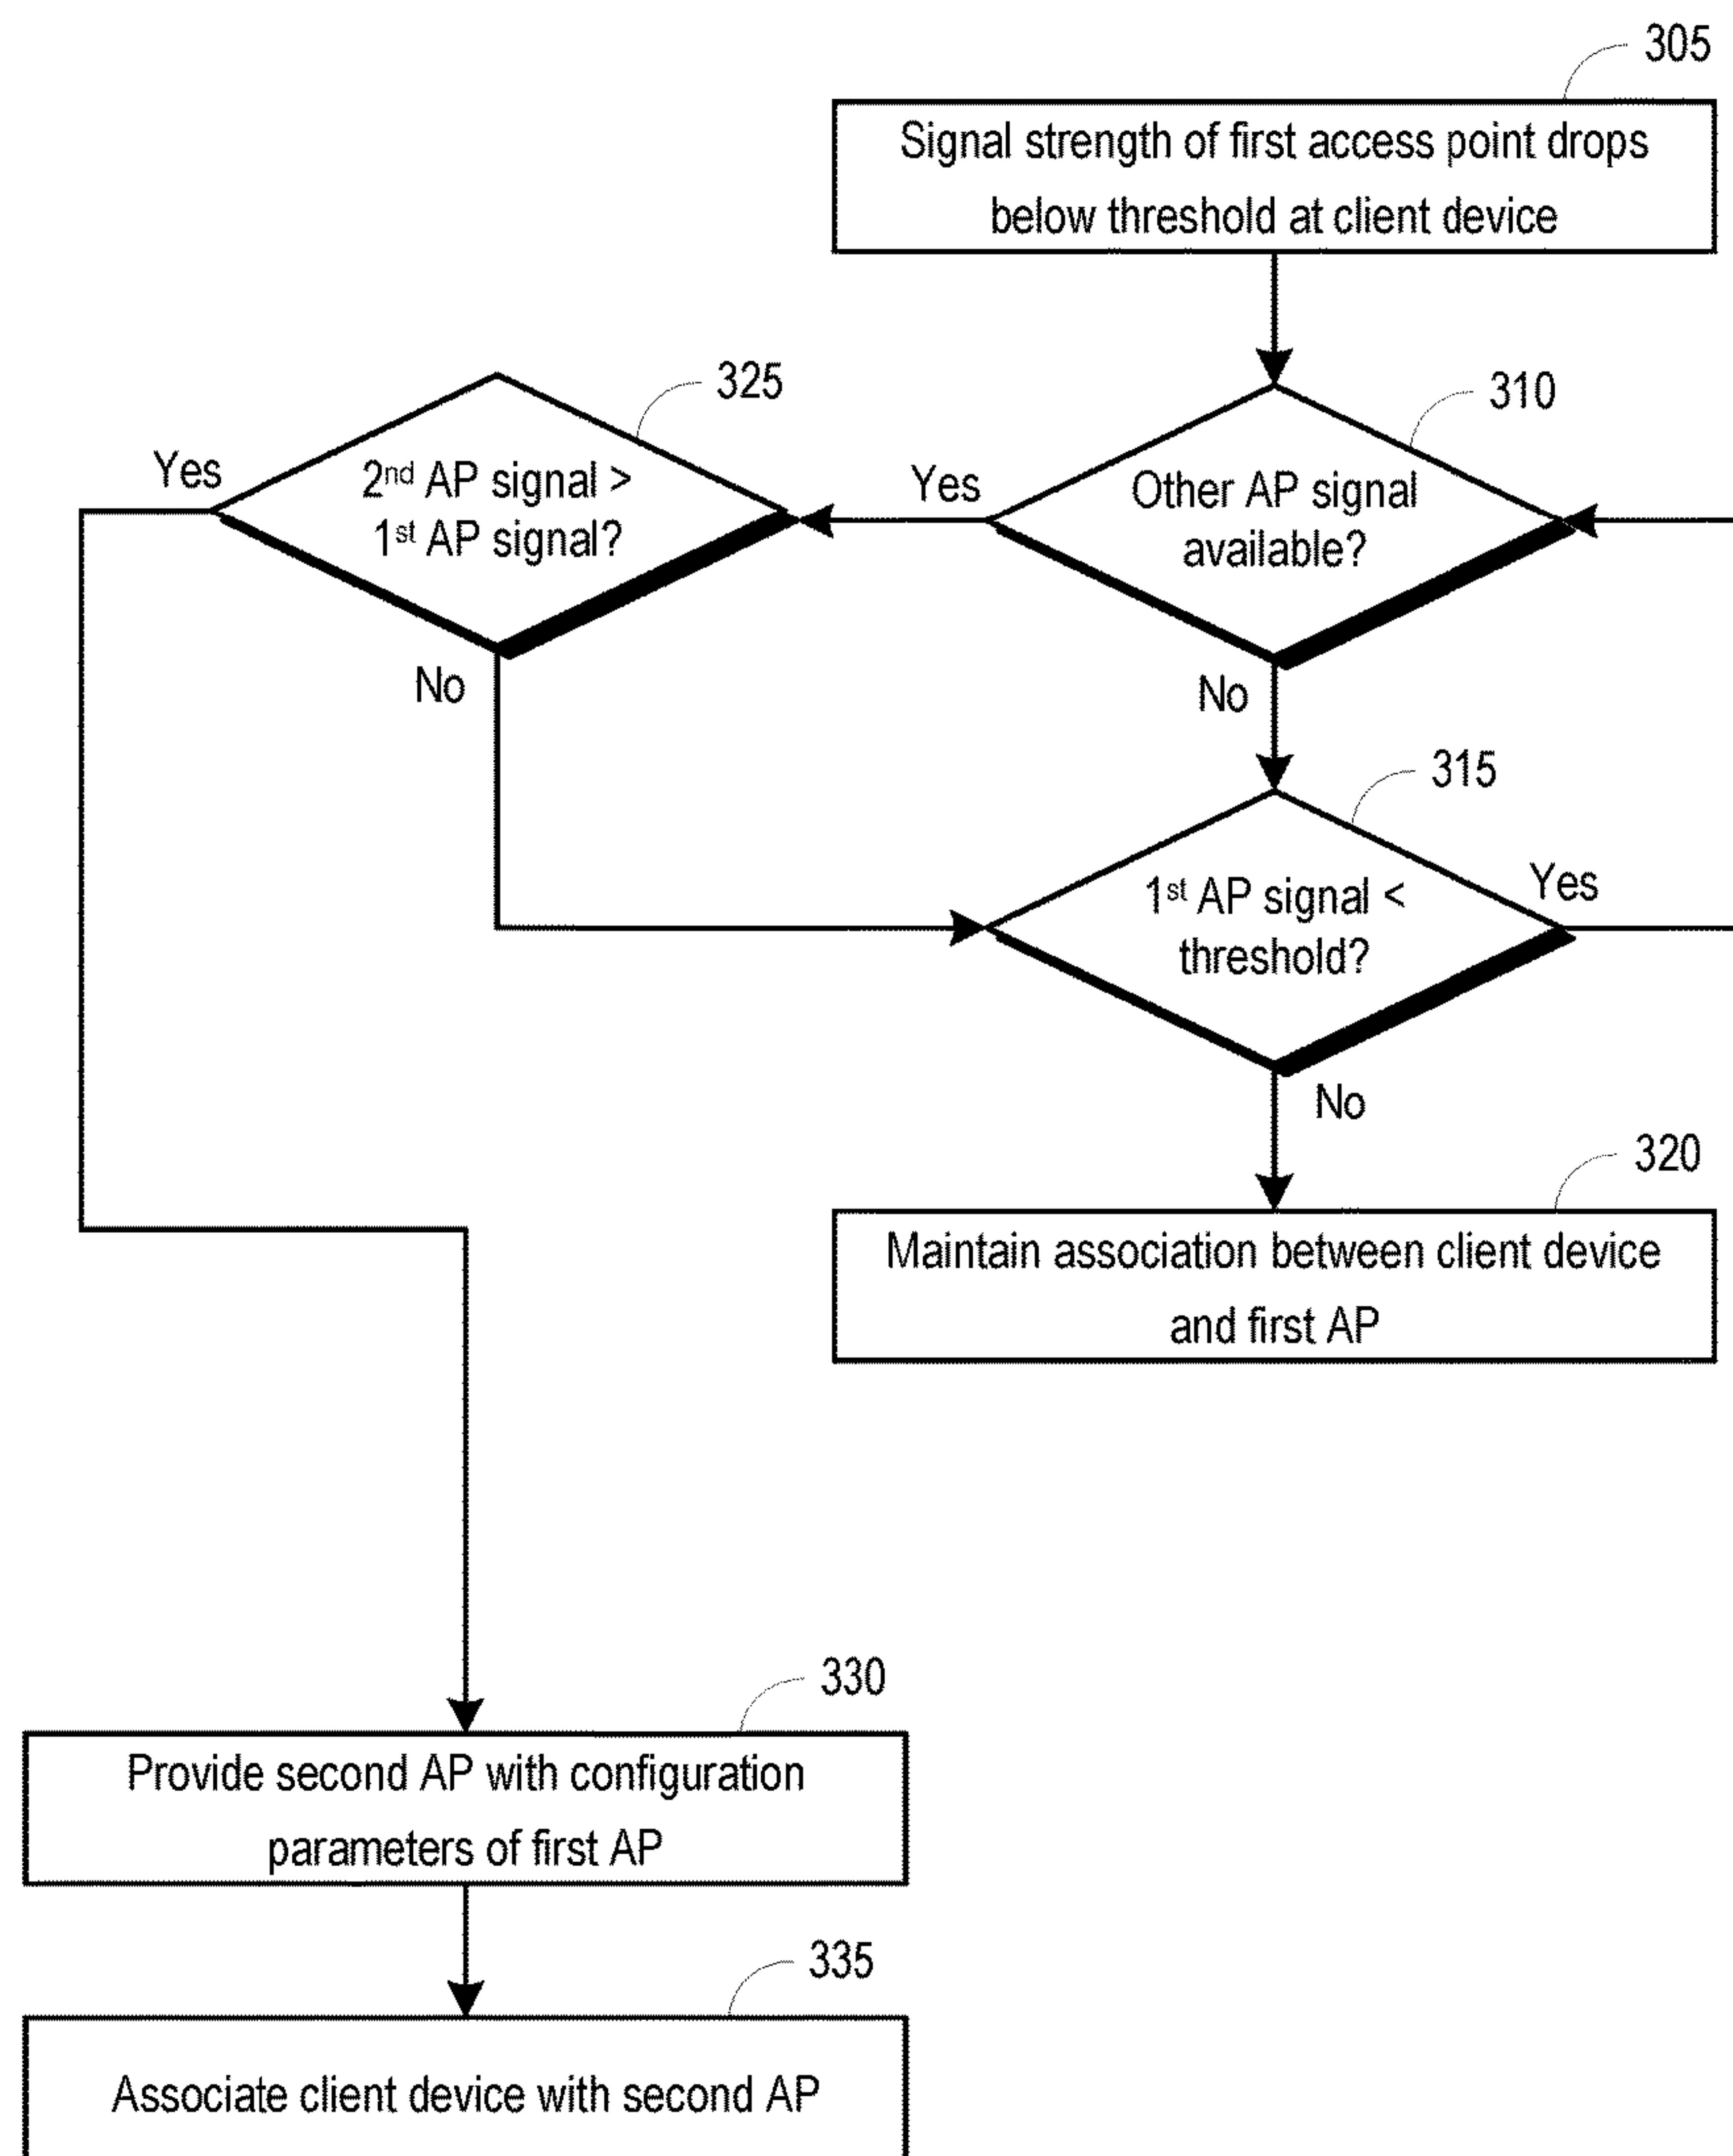 305
Signal strength of first access point drops
below threshold at client device
325
310
Yes
2nd AP signal >
1st AP signal?
Yes
Other AP signal
available?
No
No
315
1st AP signal <
threshold?
Yes
No
320
Maintain association between client device
and first AP
330
Provide second AP with configuration
parameters of first AP
335
Associate client device with second AP